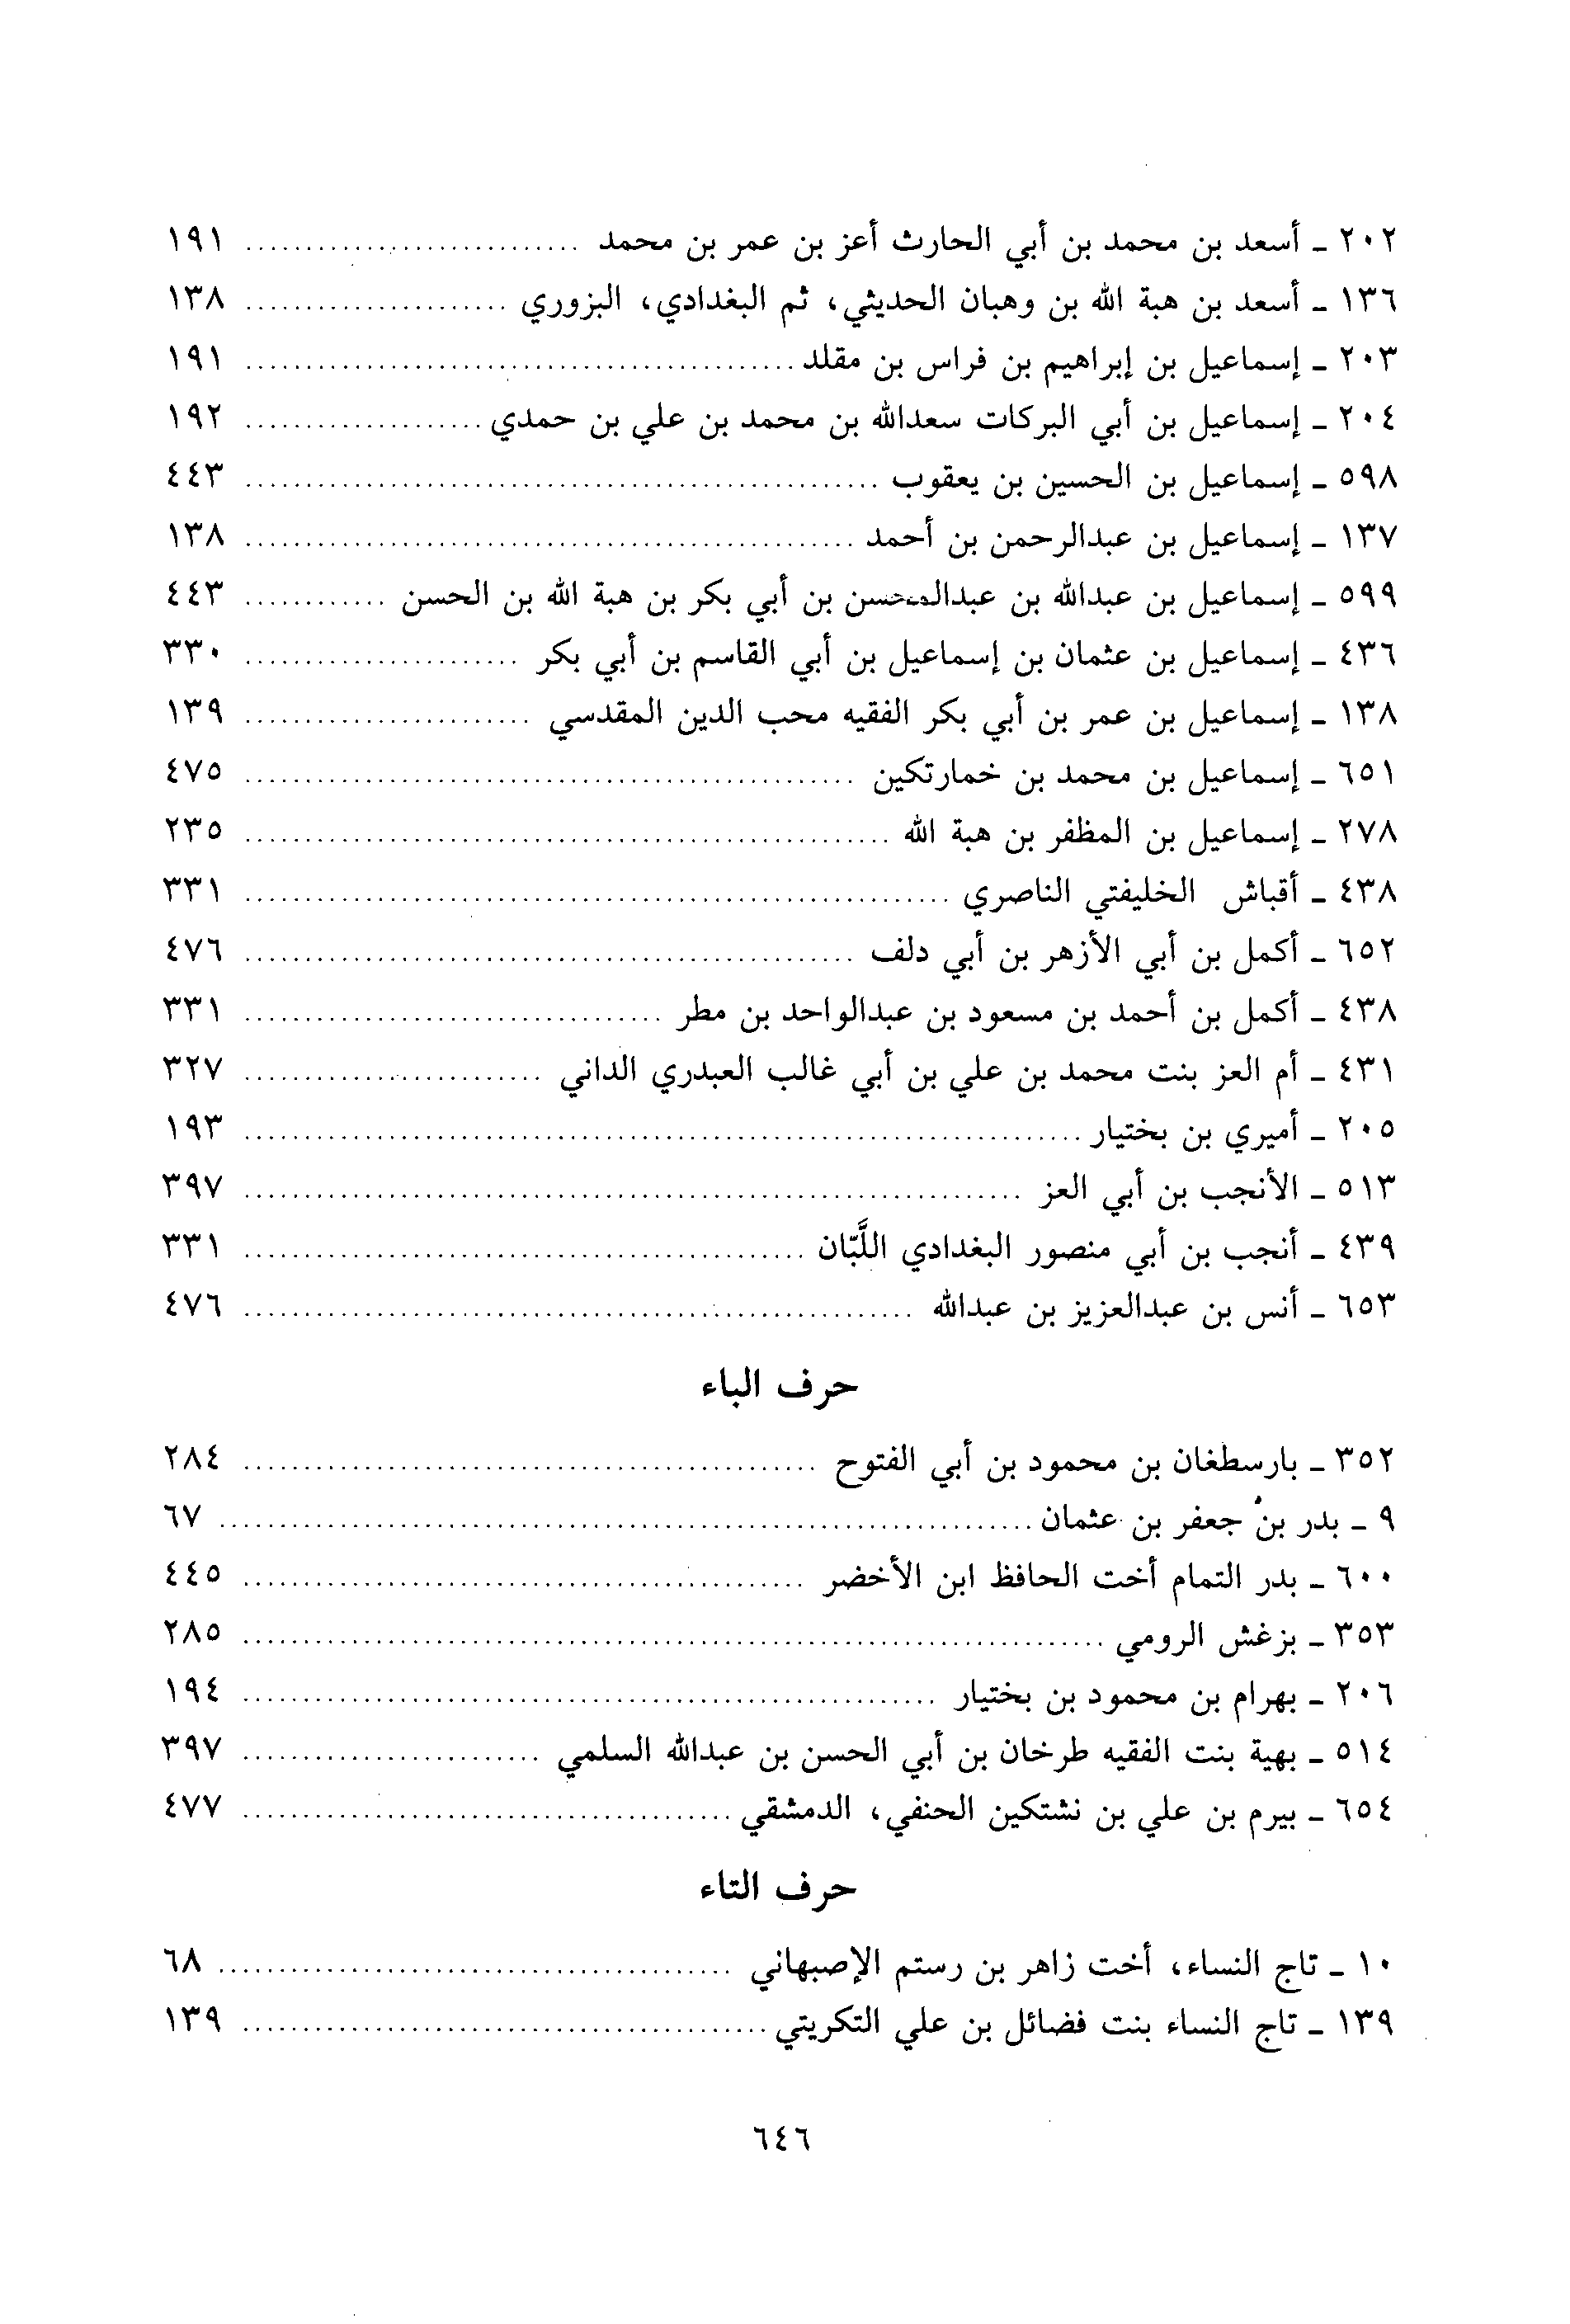 ٢٠٢ - أسعد بن محمد بن أبي الحارث أعز بن عمر بن محمد ........ ١٩١
١٣٦ - أسعد بن هبة الله بن وهبان الحديثي، ثم البغدادي، البزوري ........ ١٣٨
٢٠٣ - إسماعيل بن إبراهيم بن فراس بن مقلد ........ ١٩١
٢٠٤ - إسماعيل بن أبي البركات سعدالله بن محمد بن علي بن حمدي ........ ١٩٢
٥٩٨ - إسماعيل بن الحسين بن يعقوب ........ ٤٤٣
١٣٧ - إسماعيل بن عبدالرحمن بن أحمد ........ ١٣٨
٥٩٩ - إسماعيل بن عبدالله بن عبدالمحسن بن أبي بكر بن هبة الله بن الحسن ........ ٤٤٣
٤٣٦ - إسماعيل بن عثمان بن إسماعيل بن أبي القاسم بن أبي بكر ........ ٣٣٠
١٣٨ - إسماعيل بن عمر بن أبي بكر الفقيه محب الدين المقدسي ........ ١٣٩
٦٥١ - إسماعيل بن محمد بن خمارتكين ........ ٤٧٥
٢٧٨ - إسماعيل بن المظفر بن هبة الله ........ ٢٣٥
٤٣٨ - أقباش الخليفتي الناصري ........ ٣٣١
٦٥٢ - أكمل بن أبي الأزهر بن أبي دلف ........ ٤٧٦
٤٣٨ - أكمل بن أحمد بن مسعود بن عبدالواحد بن مطر ........ ٣٣١
٤٣١ - أم العز بنت محمد بن علي بن أبي غالب العبدري الداني ........ ٣٢٧
٢٠٥ - أميري بن بختيار ........ ١٩٣
٥١٣ - الأنجب بن أبي العز ........ ٣٩٧
٤٣٩ - أنجب بن أبي منصور البغدادي اللَّبّان ........ ٣٣١
٦٥٣ - أنس بن عبدالعزيز بن عبدالله ........ ٤٧٦
حرف الباء
٣٥٢ - بارسطغان بن محمود بن أبي الفتوح ........ ٢٨٤
٩ - بدر بن جعفر بن عثمان ........ ٦٧
٦٠٠ - بدر التمام أخت الحافظ ابن الأخضر ........ ٤٤٥
٣٥٣ - بزغش الرومي ........ ٢٨٥
٢٠٦ - بهرام بن محمود بن بختيار ........ ١٩٤
٥١٤ - بهية بنت الفقيه طرخان بن أبي الحسن بن عبدالله السلمي ........ ٣٩٧
٦٥٤ - بيرم بن علي بن نشتكين الحنفي، الدمشقي ........ ٤٧٧
حرف التاء
١٠ - تاج النساء، أخت زاهر بن رستم الإصبهاني ........ ٦٨
١٣٩ - تاج النساء بنت فضائل بن علي التكريتي ........ ١٣٩
٦٤٦